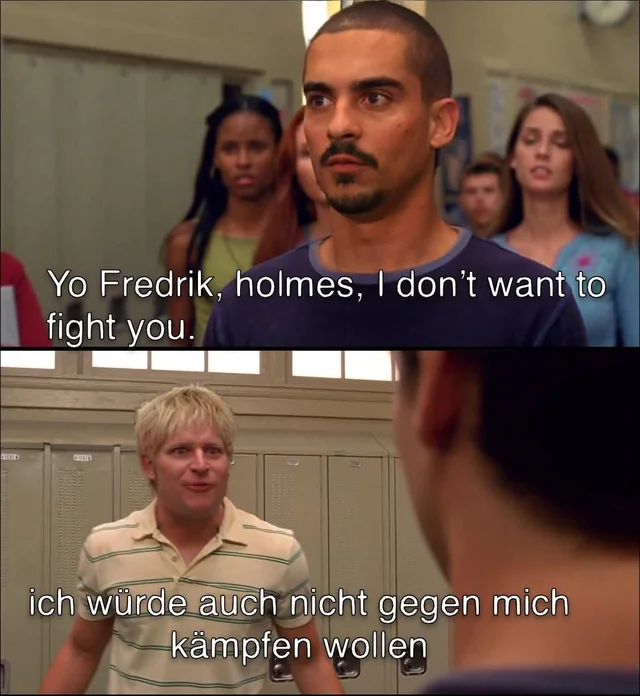 Yo Fredrik, holmes, I don't want to
fight you.
ich würde auch nicht gegen mich
kämpfen wollen